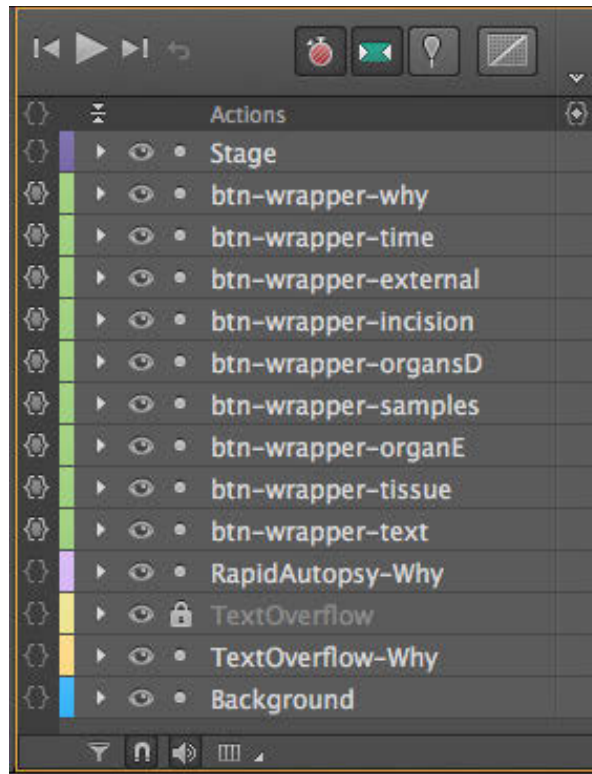 Actions
Stage
btn-wrapper-why
btn-wrapper-time
btn-wrapper-external
btn-wrapper-incision
btn-wrapper-organsD
btn-wrapper-samples
btn-wrapper-organE
btn-wrapper-tissue
btn-wrapper-text
RapidAutopsy-Why
TextOverflow
TextOverflow-Why
Background